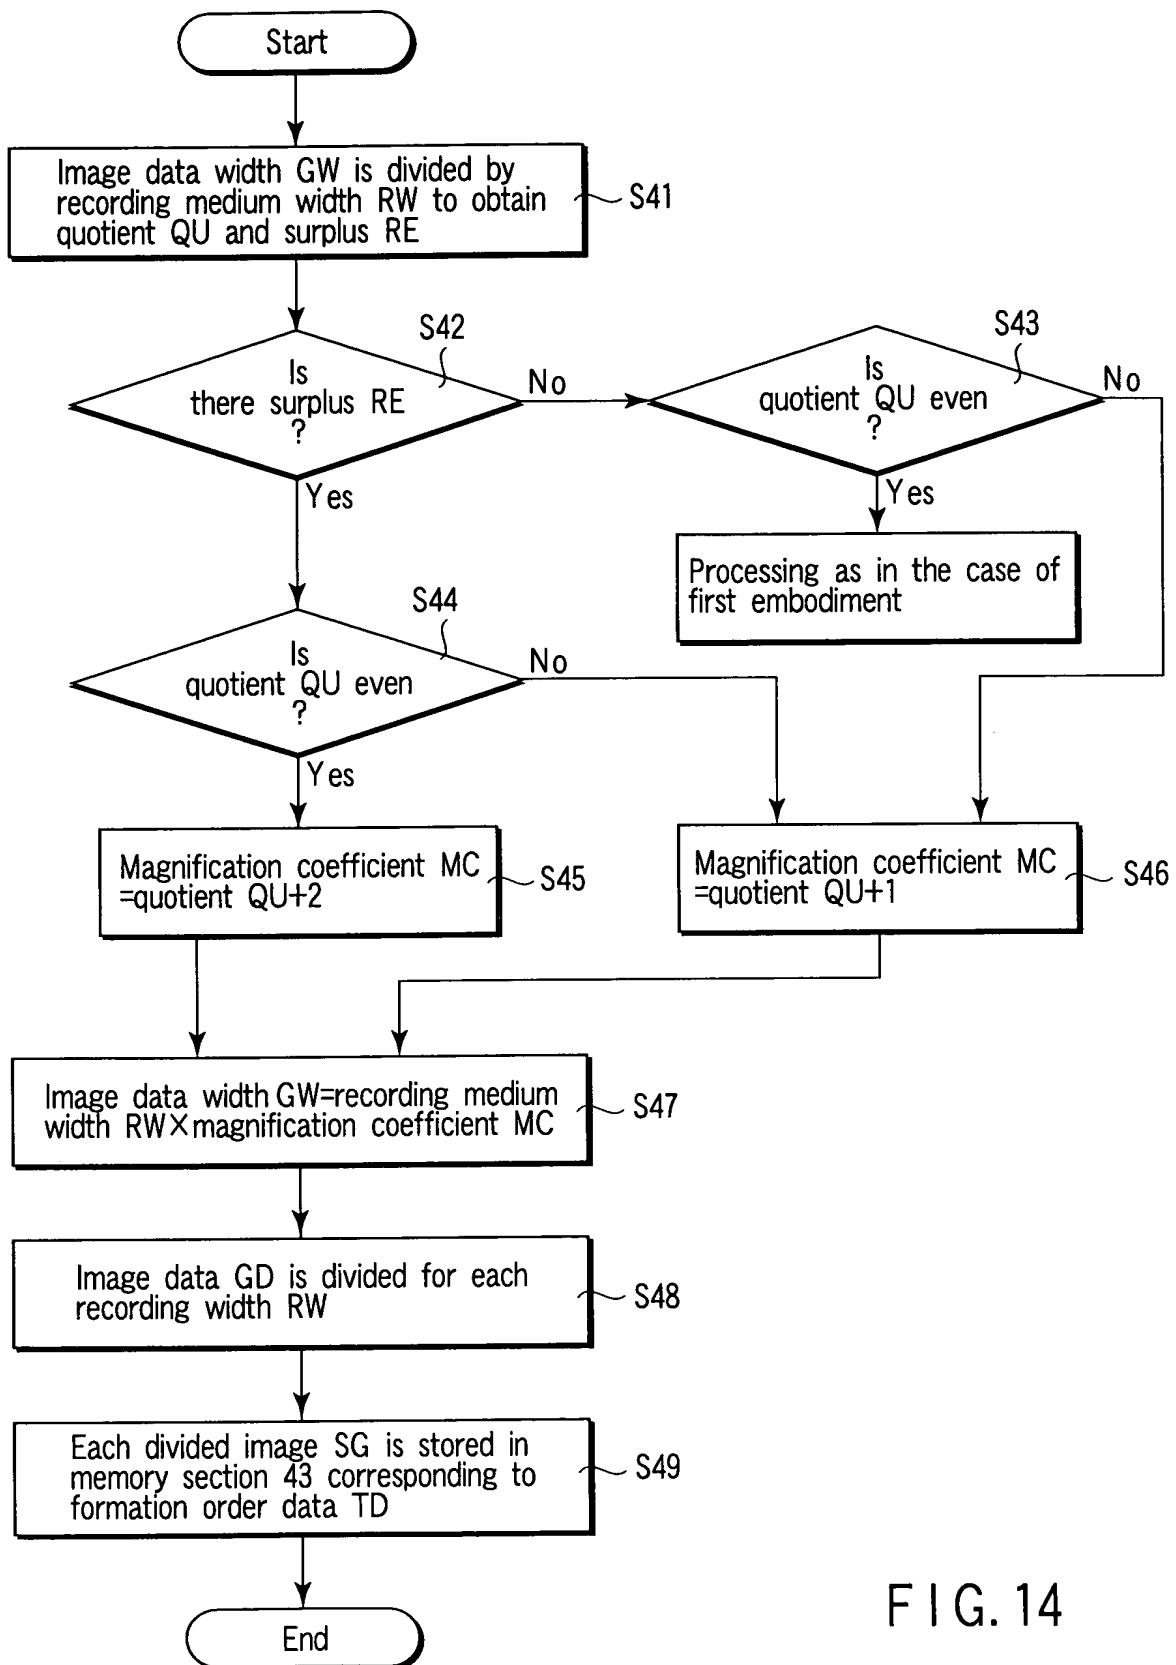 Start
Image data width GW is divided by
recording medium width RW to obtain
quotient QU and surplus RE
S41
S42
Is
there surplus RE
?
No
Yes
S43
Is
quotient QU even
?
No
Yes
Processing as in the case of
first embodiment
S44
Is
quotient QU even
?
No
Yes
Magnification coefficient MC
=quotient QU+2
S45
Magnification coefficient MC
=quotient QU+1
S46
Image data width GW=recording medium
width RW×magnification coefficient MC
S47
Image data GD is divided for each
recording width RW
S48
Each divided image SG is stored in
memory section 43 corresponding to
formation order data TD
S49
End
FIG. 14